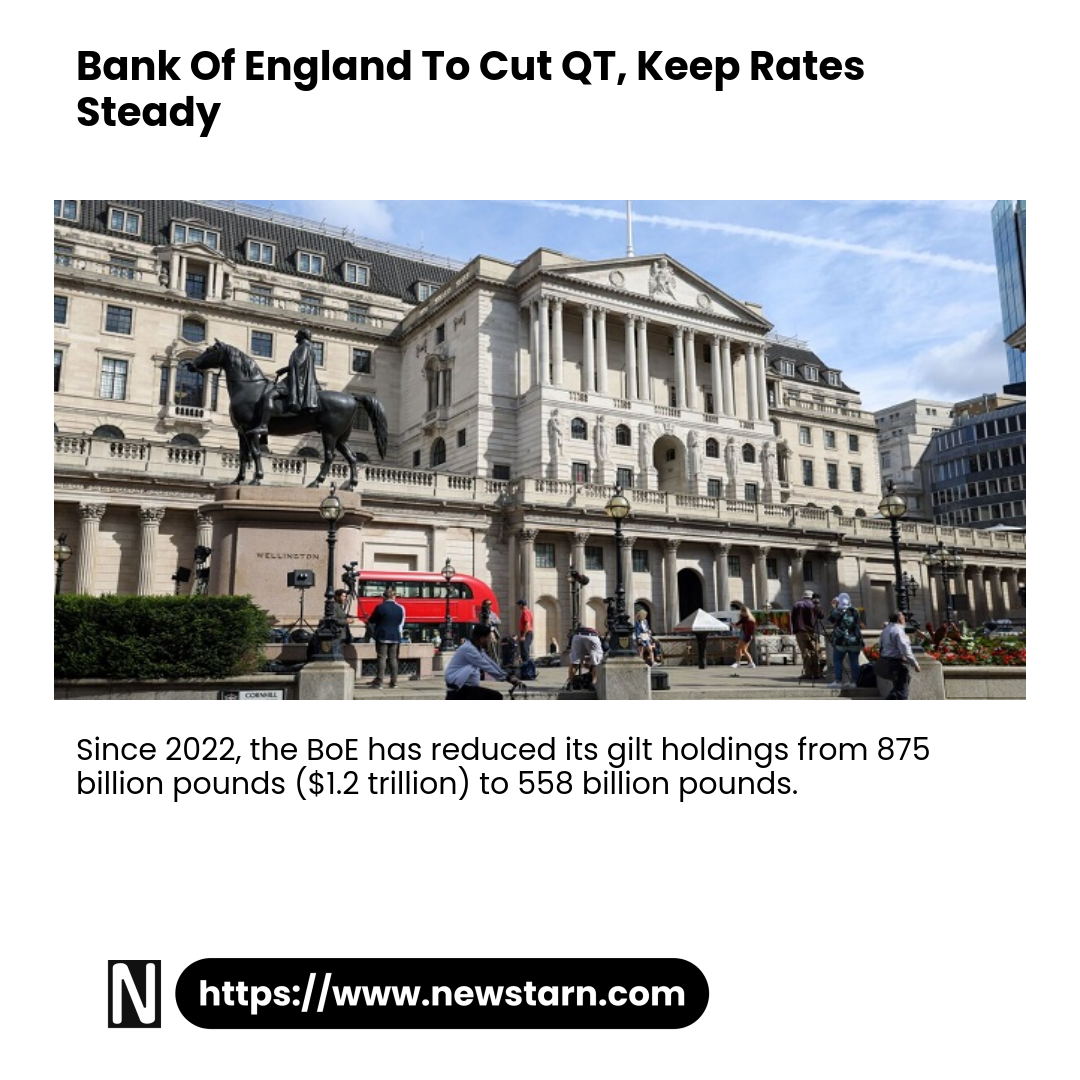 Bank Of England To Cut QT, Keep Rates
Steady
WELLINGTON
CORNHILL
Since 2022, the BoE has reduced its gilt holdings from 875
billion pounds ($1.2 trillion) to 558 billion pounds.
N
https://www.newstarn.com